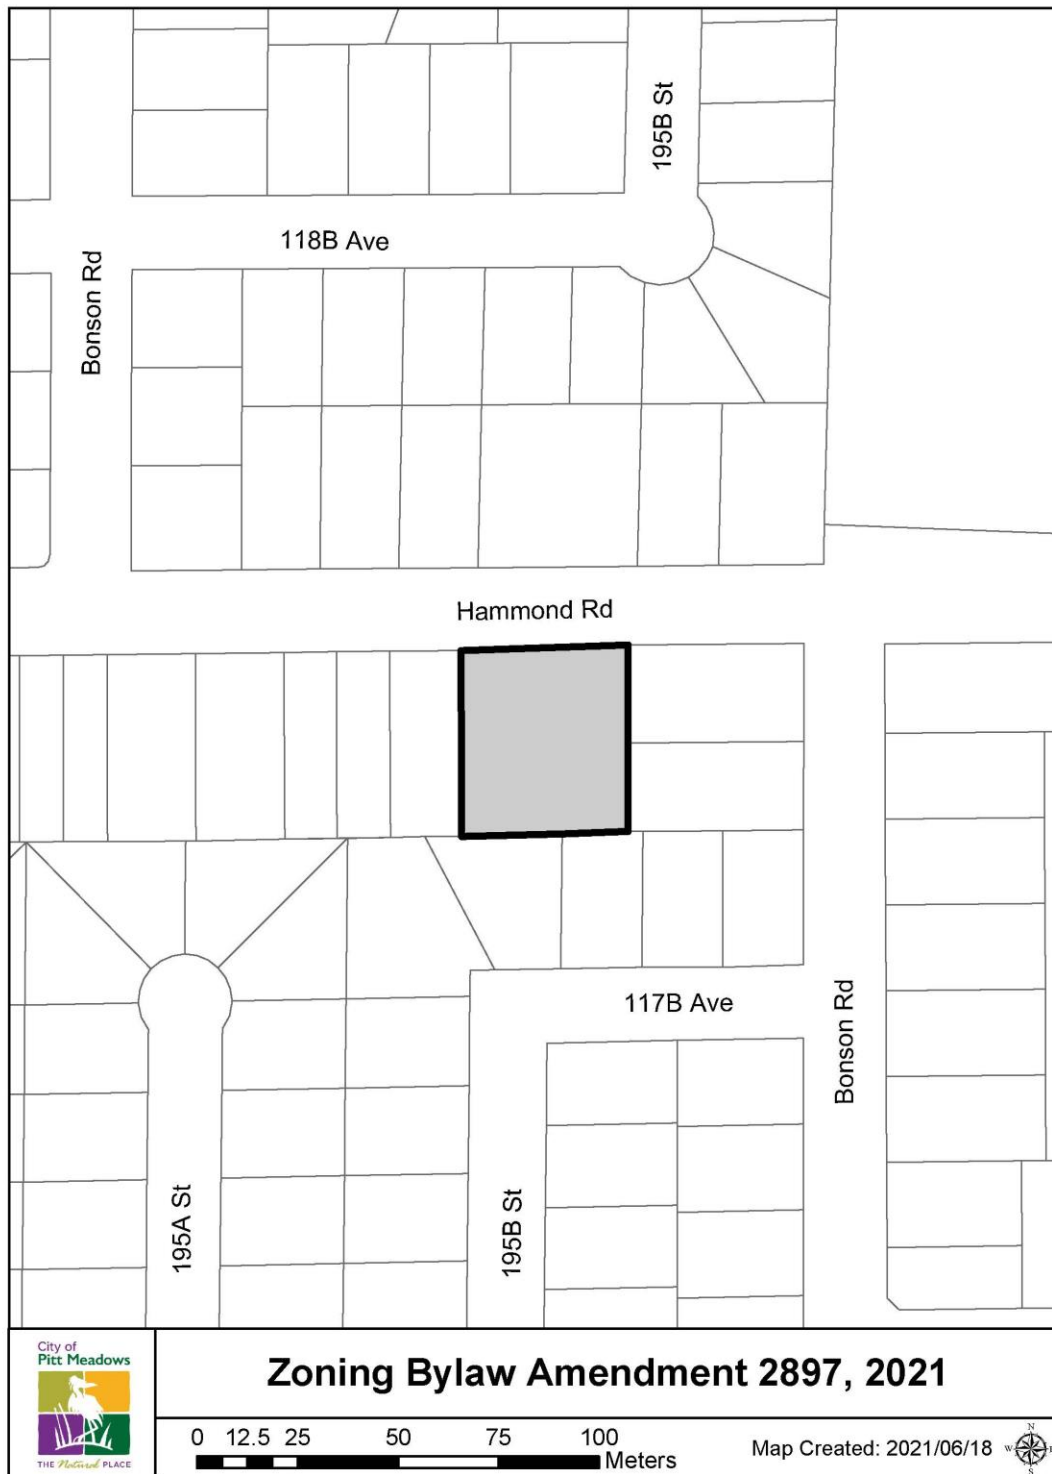 195B St
118B Ave
Bonson Rd
Hammond Rd
117B Ave
Bonson Rd
195A St
195B St
City of
Pitt Meadows
THE Natural PLACE
Zoning Bylaw Amendment 2897, 2021
0 12.5 25 50 75 100
Meters
Map Created: 2021/06/18
N
W E
S